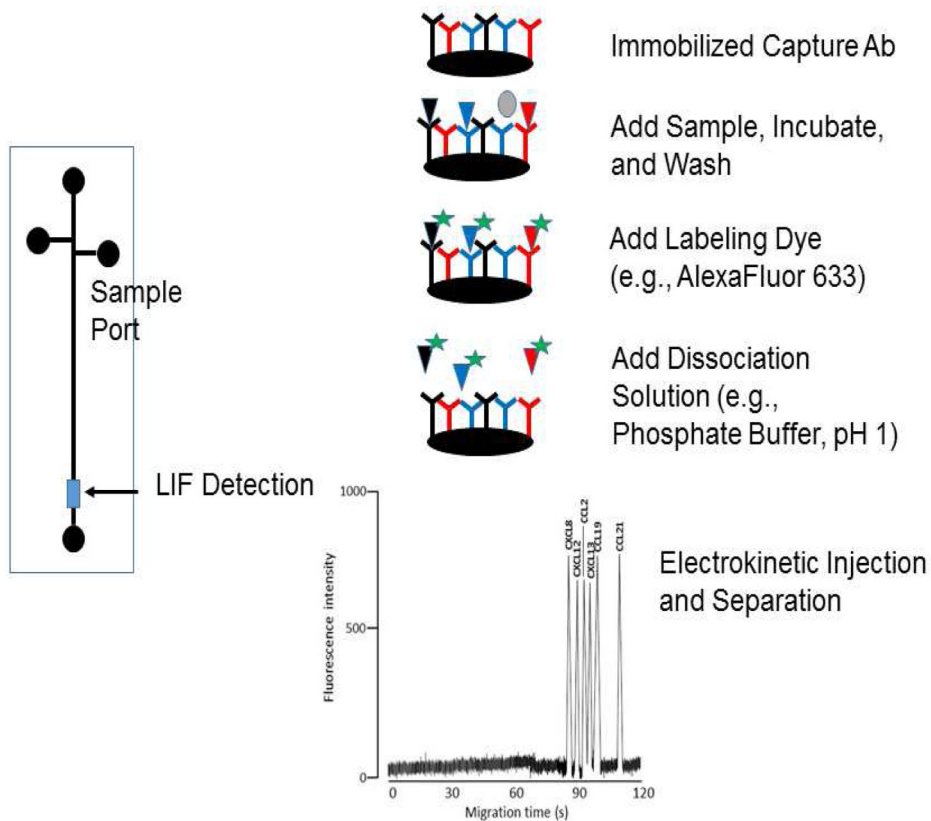 Immobilized Capture Ab
Add Sample, Incubate,
and Wash
Add Labeling Dye
(e.g., AlexaFluor 633)
Add Dissociation
Solution (e.g.,
Phosphate Buffer, pH 1)
Sample
Port
LIF Detection
Electrokinetic Injection
and Separation
1000
500
0
Fluorescence intensity
CXCL8
CXCL12
CCL2
CXCL13
CCL19
CCL21
0 30 60 90 120
Migration time (s)